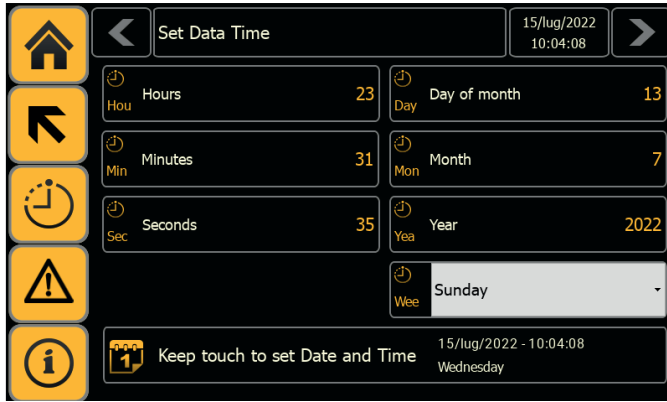 Set Data Time
15/lug/2022
10:04:08
Hou Hours 23
Day Day of month 13
Min Minutes 31
Mon Month 7
Sec Seconds 35
Yea Year 2022
Wee Sunday
1 Keep touch to set Date and Time
15/lug/2022 - 10:04:08
Wednesday